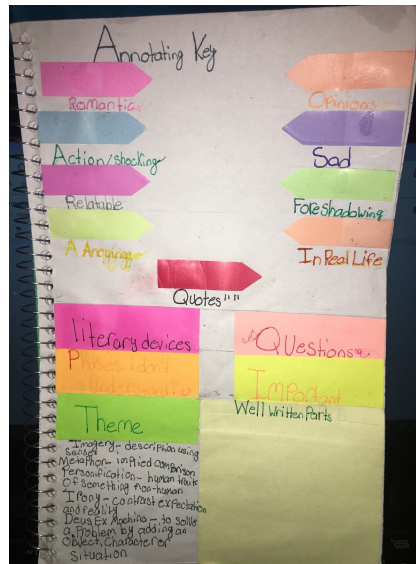 Annotating Key
Romantic
Opinions
Action/shocking
Sad
Relatable
Foreshadowing
In Real Life
Quotes " "
literary devices
Questions
Phases i don't
Understand
Important
Theme
Well Written Parts
Imagery- description using
senses
Metaphor- implied comparison
Personification- human traits
Of something non-human
Irony- contrast expectation
and reality
Deus Ex Machina- to solve
a problem by adding an
Object, Character or
Situation